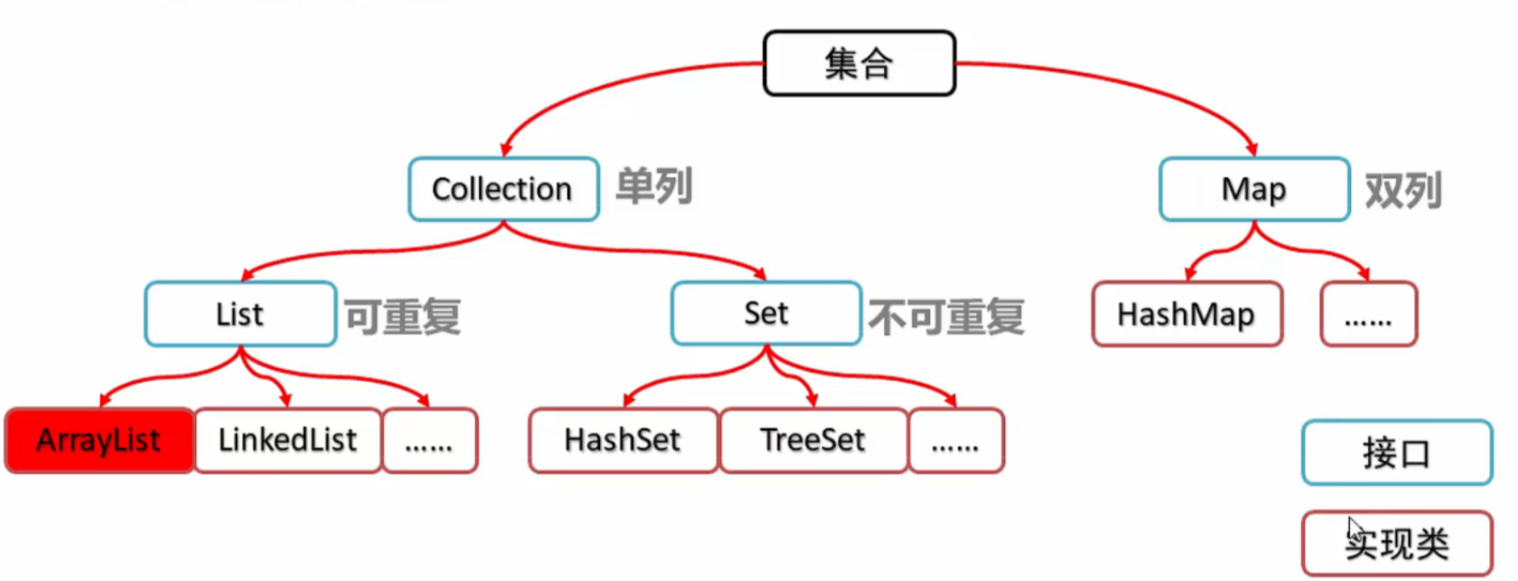 集合
Collection 单列
Map 双列
List 可重复
Set 不可重复
HashMap
......
ArrayList
LinkedList
......
HashSet
TreeSet
......
接口
实现类